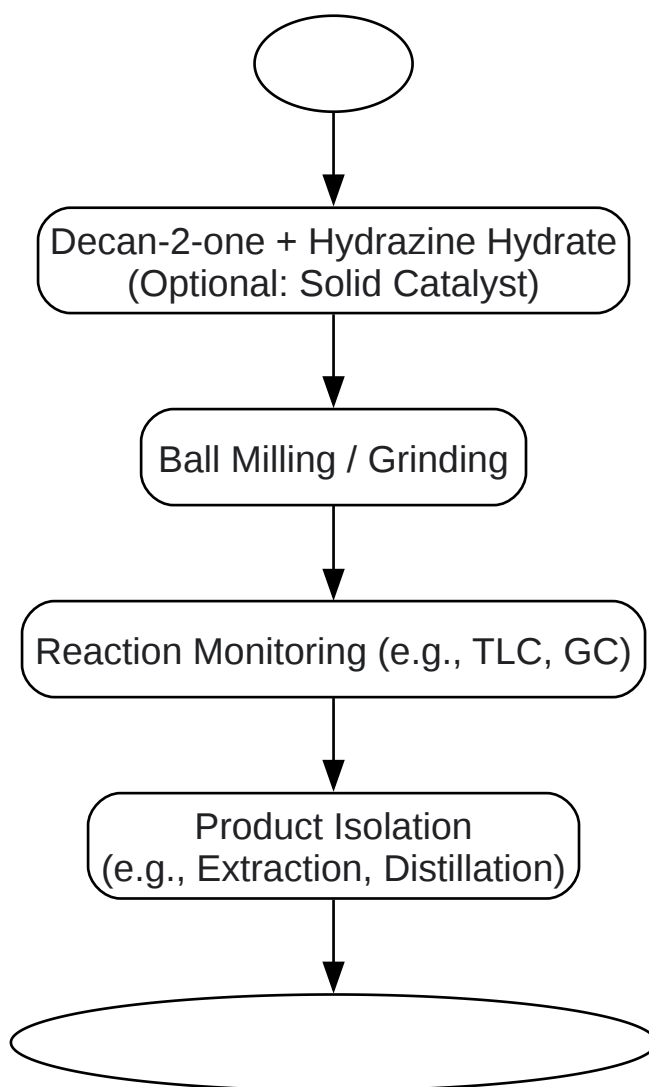 Decan-2-one + Hydrazine Hydrate
(Optional: Solid Catalyst)
Ball Milling / Grinding
Reaction Monitoring (e.g., TLC, GC)
Product Isolation
(e.g., Extraction, Distillation)